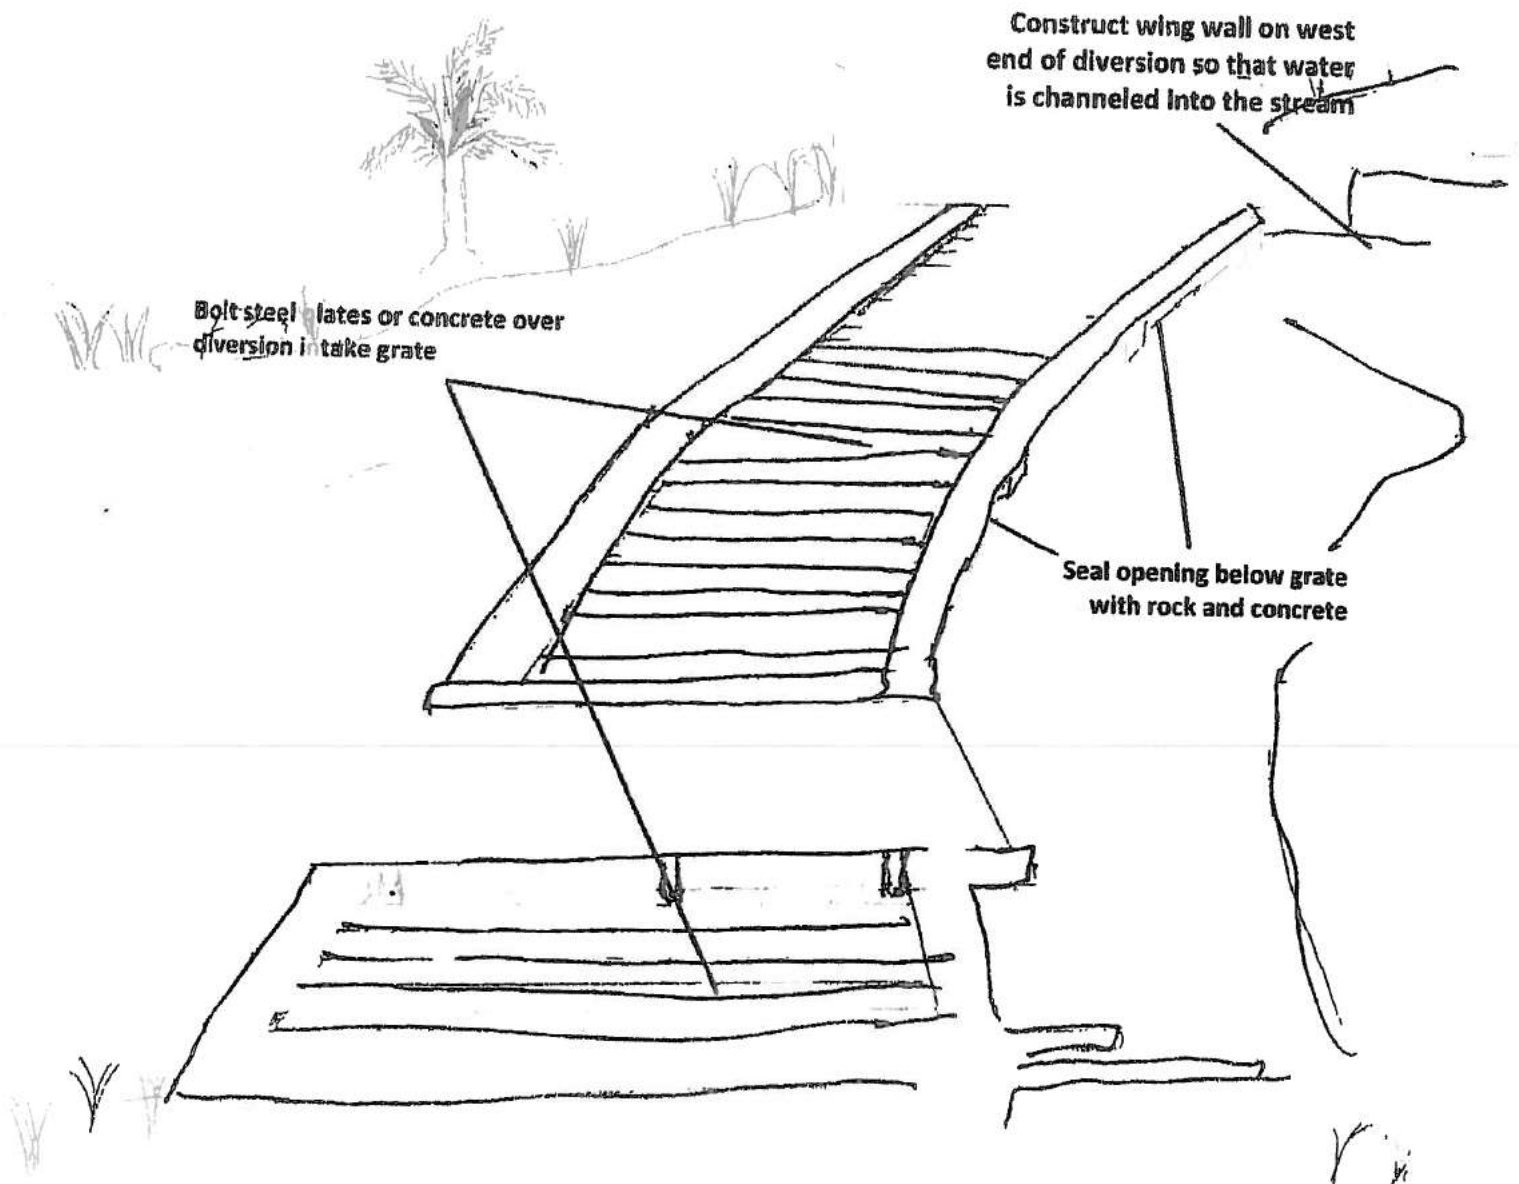 Construct wing wall on west
end of diversion so that water
is channeled into the stream
Bolt steel plates or concrete over
diversion intake grate
Seal opening below grate
with rock and concrete